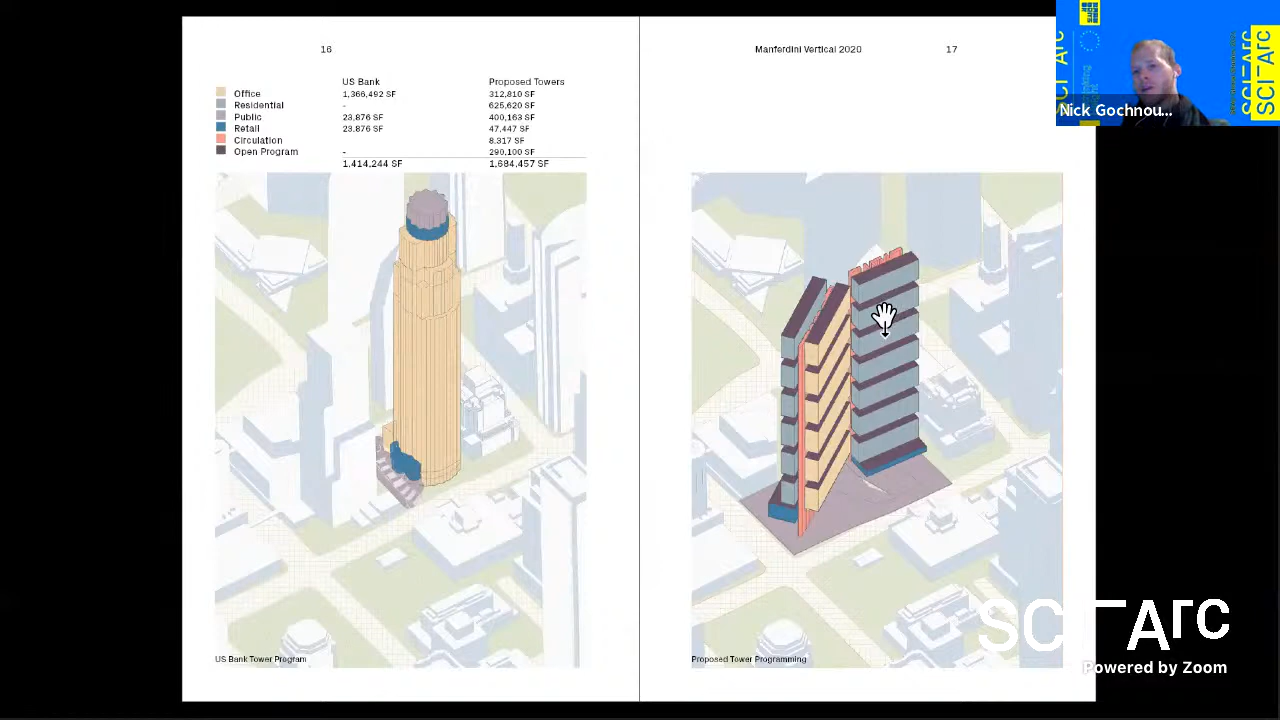 16
Manferdini Vertical 2020
17
US Bank
Proposed Towers
Office
1,366,492 SF
312,810 SF
Residential
-
625,620 SF
Public
23,876 SF
400,163 SF
Retail
23.876 SF
47,447 SF
Circulation
8.317 SF
Open Program
-
290,100 SF
1,414,244 SF
1,684,457 SF
US Bank Tower Program
Proposed Tower Programming
Nick Gochnou...
SCI-Arc
SCI-Arc
Powered by Zoom